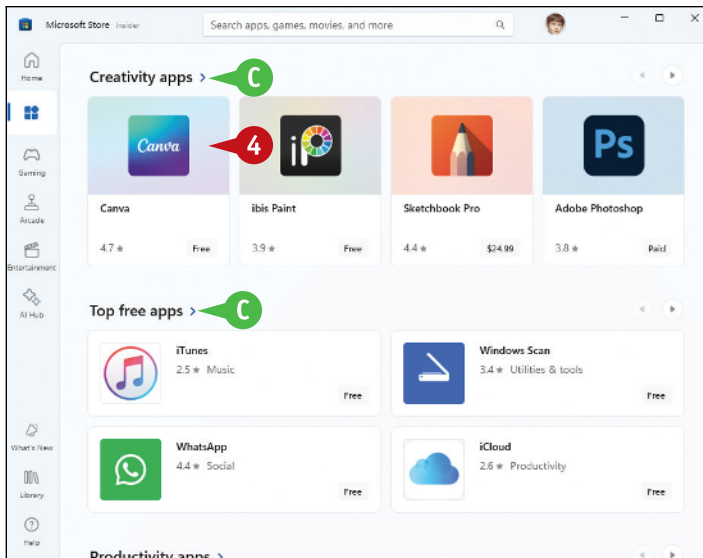 Microsoft Store Insider
Search apps, games, movies, and more
Home
Creativity apps > C
Canva 4 iP Ps
Gaming
Canva ibis Paint Sketchbook Pro Adobe Photoshop
Arcade
4.7 ★ Free 3.9 ★ Free 4.4 ★ $24.99 3.8 ★ Paid
Entertainment
AI Hub
Top free apps > C
iTunes Windows Scan
2.5 ★ Music 3.4 ★ Utilities & tools
Free Free
WhatsApp iCloud
4.4 ★ Social 2.6 ★ Productivity
What's New
Free Free
Library
Help
Productivity apps >